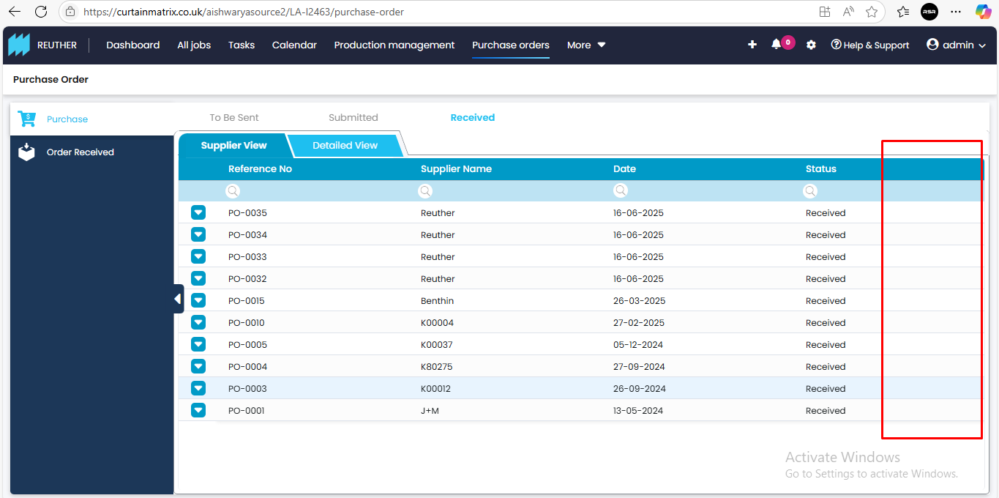 https://curtainmatrix.co.uk/aishwaryasource2/LA-I2463/purchase-order
RSR
REUTHER Dashboard All jobs Tasks Calendar Production management Purchase orders More 0 Help & Support admin
Purchase Order
Purchase
Order Received
To Be Sent Submitted Received
Supplier View Detailed View
Reference No Supplier Name Date Status
PO-0035 Reuther 16-06-2025 Received
PO-0034 Reuther 16-06-2025 Received
PO-0033 Reuther 16-06-2025 Received
PO-0032 Reuther 16-06-2025 Received
PO-0015 Benthin 26-03-2025 Received
PO-0010 K00004 27-02-2025 Received
PO-0005 K00037 05-12-2024 Received
PO-0004 K80275 27-09-2024 Received
PO-0003 K00012 26-09-2024 Received
PO-0001 J+M 13-05-2024 Received
Activate Windows
Go to Settings to activate Windows.